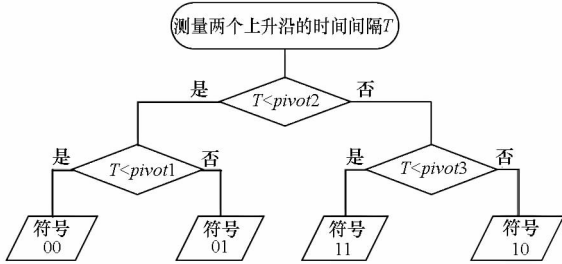 测量两个上升沿的时间间隔T
是
否
T<pivot2
是
T<pivot1
否
是
T<pivot3
否
符号
00
符号
01
符号
11
符号
10